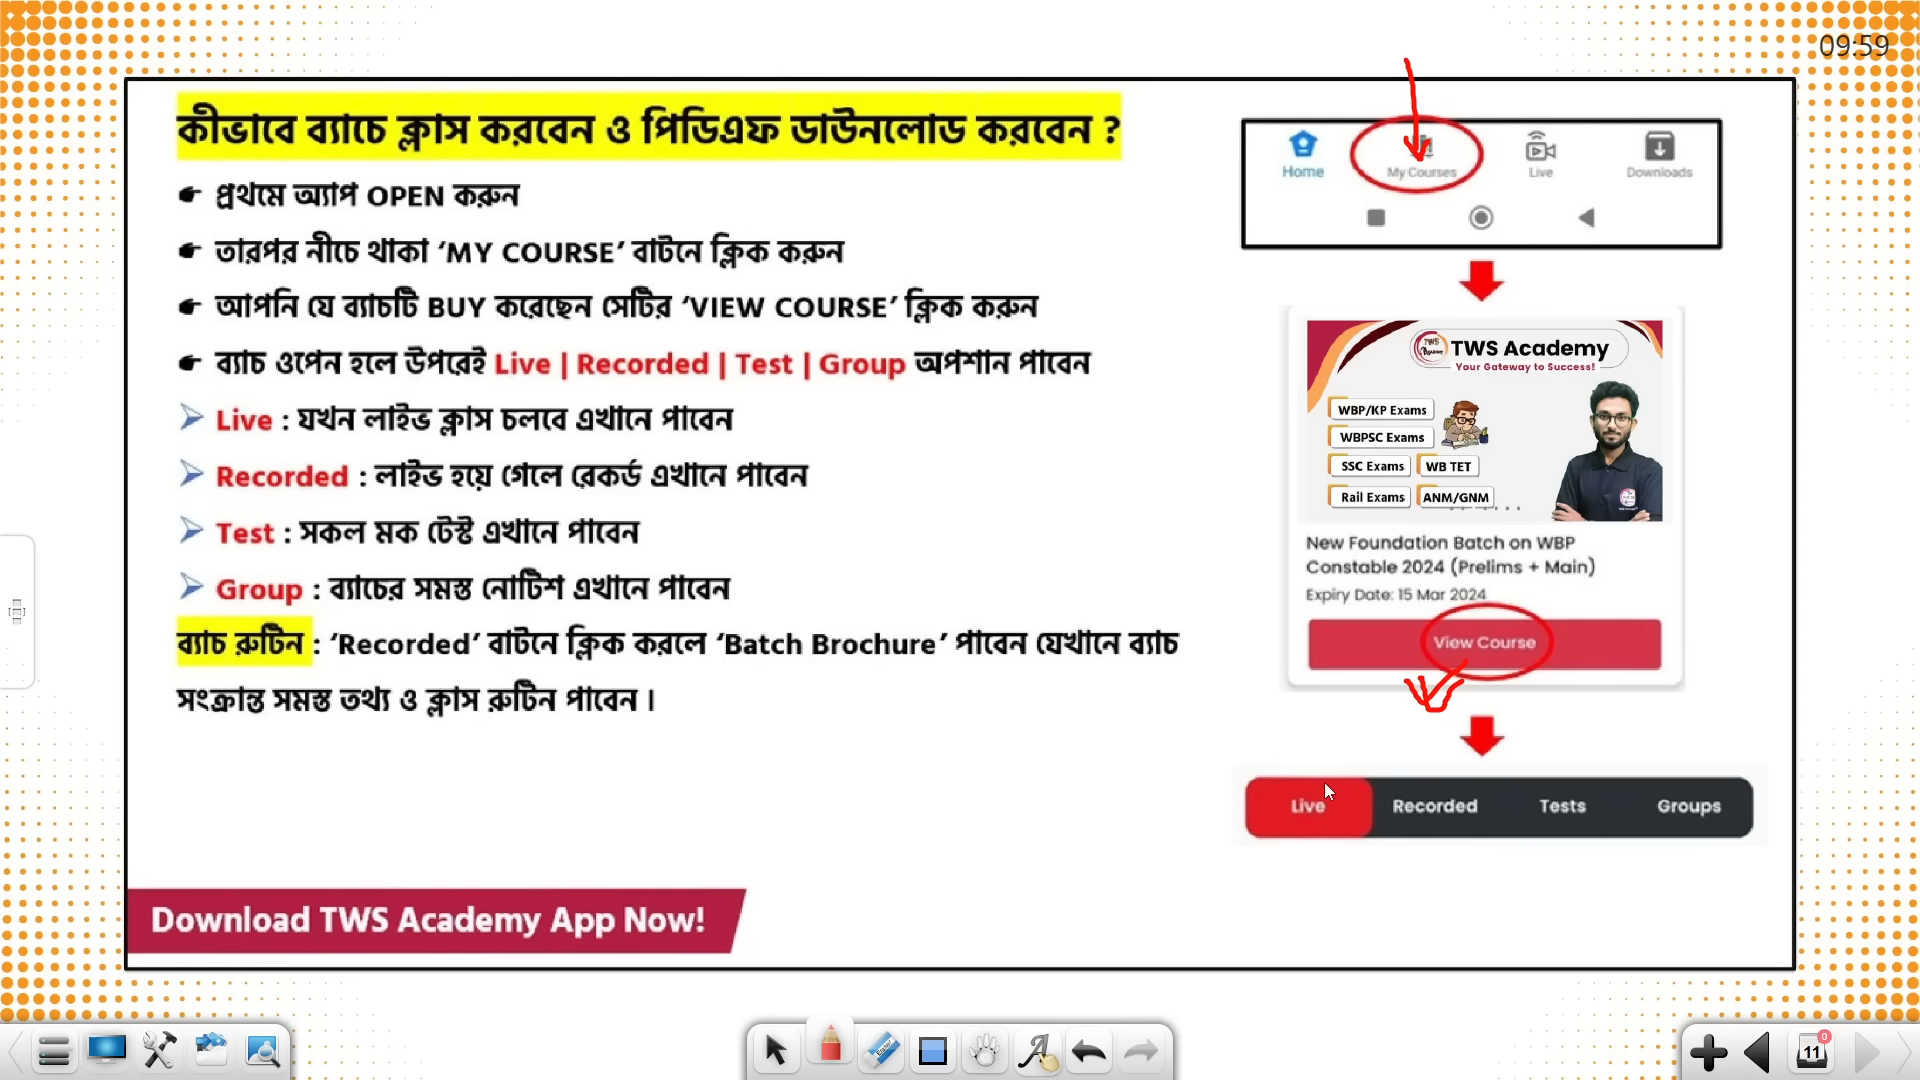 09:59
কীভাবে ব্যাচে ক্লাস করবেন ও পিডিএফ ডাউনলোড করবেন ?
প্রথমে অ্যাপ OPEN করুন
তারপর নীচে থাকা ‘MY COURSE’ বাটনে ক্লিক করুন
আপনি যে ব্যাচটি BUY করেছেন সেটির ‘VIEW COURSE’ ক্লিক করুন
ব্যাচ ওপেন হলে উপরেই Live | Recorded | Test | Group অপশান পাবেন
Live : যখন লাইভ ক্লাস চলবে এখানে পাবেন
Recorded : লাইভ হয়ে গেলে রেকর্ড এখানে পাবেন
Test : সকল মক টেস্ট এখানে পাবেন
Group : ব্যাচের সমস্ত নোটিশ এখানে পাবেন
ব্যাচ রুটিন : ‘Recorded’ বাটনে ক্লিক করলে ‘Batch Brochure’ পাবেন যেখানে ব্যাচ
সংক্রান্ত সমস্ত তথ্য ও ক্লাস রুটিন পাবেন ।
Download TWS Academy App Now!
Home My Courses Live Downloads
TWS Academy
Your Gateway to Success!
WBP/KP Exams
WBPSC Exams
SSC Exams WB TET
Rail Exams ANM/GNM
New Foundation Batch on WBP
Constable 2024 (Prelims + Main)
Expiry Date: 15 Mar 2024
View Course
Live Recorded Tests Groups
Eraser
11
0